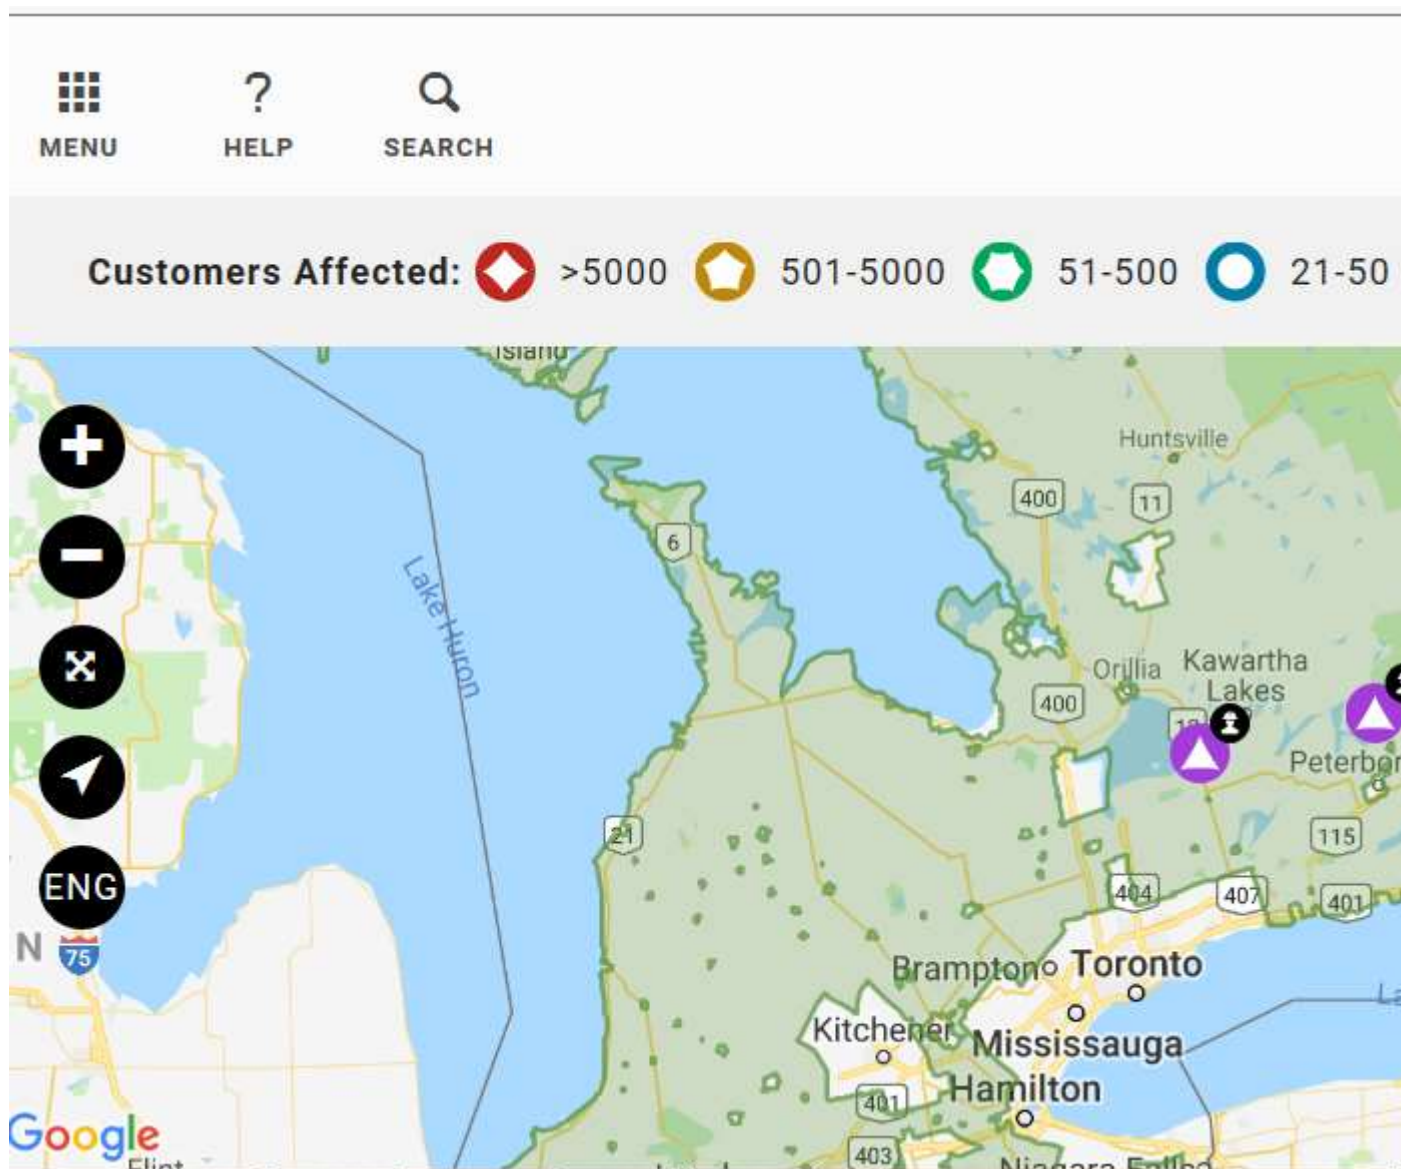 MENU
HELP
SEARCH
Customers Affected: >5000 501-5000 51-500 21-50
Island
Huntsville
400
11
6
Lake Huron
Orillia
Kawartha
Lakes
400
21
115
ENG
404
407
401
N
75
Brampton
Toronto
Kitchener
Mississauga
Hamilton
401
Google
403